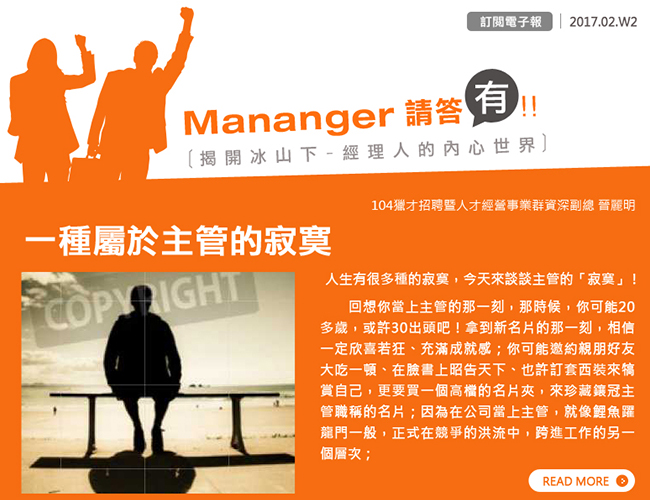 訂閱電子報 | 2017.02.W2
Mananger 請答 有!!
〔揭開冰山下-經理人的內心世界〕
104獵才招聘暨人才經營事業群資深副總 晉麗明
一種屬於主管的寂寞
COPYRIGHT
人生有很多種的寂寞,今天來談談主管的「寂寞」!
回想你當上主管的那一刻,那時候,你可能20
多歲,或許30出頭吧!拿到新名片的那一刻,相信
一定欣喜若狂、充滿成就感;你可能邀約親朋好友
大吃一頓、在臉書上昭告天下、也許訂套西裝來犒
賞自己,更要買一個高檔的名片夾,來珍藏鑲冠主
管職稱的名片;因為在公司當上主管,就像鯉魚躍
龍門一般,正式在競爭的洪流中,跨進工作的另一
個層次;
READ MORE